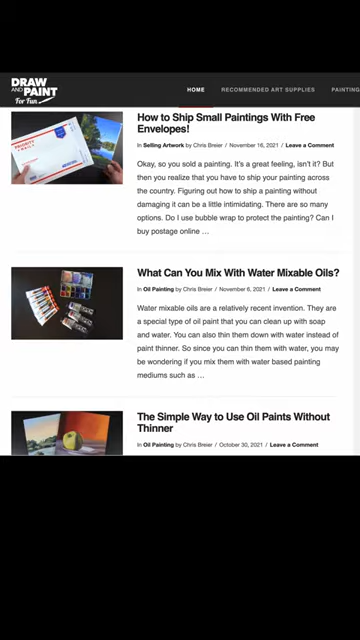 DRAW
AND PAINT
For Fun
HOME RECOMMENDED ART SUPPLIES PAINTING
How to Ship Small Paintings With Free
Envelopes!
In Selling Artwork by Chris Breier / November 16, 2021 / Leave a Comment
Okay, so you sold a painting. It's a great feeling, isn't it? But
then you realize that you have to ship your painting across
the country. Figuring out how to ship a painting without
damaging it can be a little intimidating. There are so many
options. Do I use bubble wrap to protect the painting? Can I
buy postage online …
What Can You Mix With Water Mixable Oils?
In Oil Painting by Chris Breier / November 6, 2021 / Leave a Comment
Water mixable oils are a relatively recent invention. They are
a special type of oil paint that you can clean up with soap
and water. You can also thin them down with water instead of
paint thinner. So since you can thin them with water, you may
be wondering if you mix them with water based painting
mediums such as …
The Simple Way to Use Oil Paints Without
Thinner
In Oil Painting by Chris Breier / October 30, 2021 / Leave a Comment